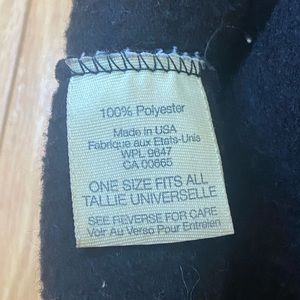 100% Polyester
Made in USA
Fabrique aux Etats-Unis
WPL 9647
CA 00665
ONE SIZE FITS ALL
TALLIE UNIVERSELLE
SEE REVERSE FOR CARE
Voir Au Verso Pour Entreien